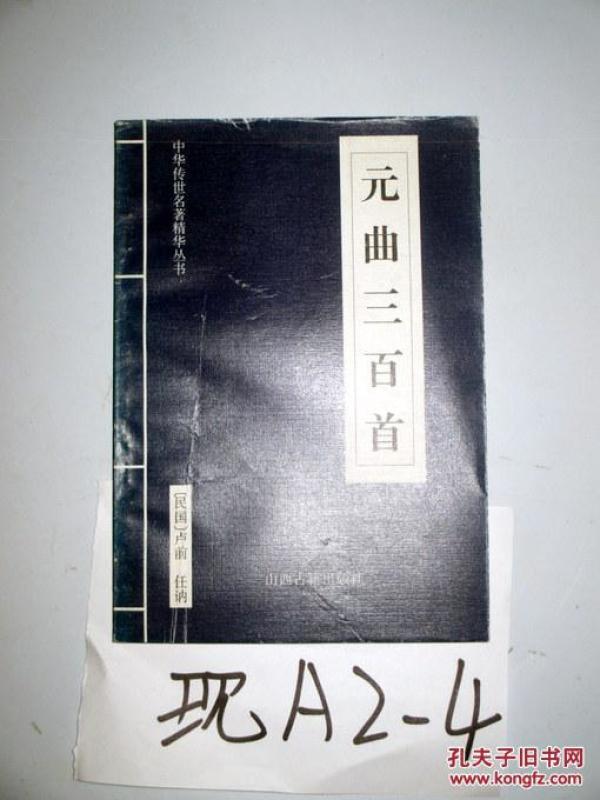 元曲三百首
中华传世名著精华丛书
〔民国〕卢前 任讷
山西古籍出版社
现A2-4
孔夫子旧书网
www.kongfz.com